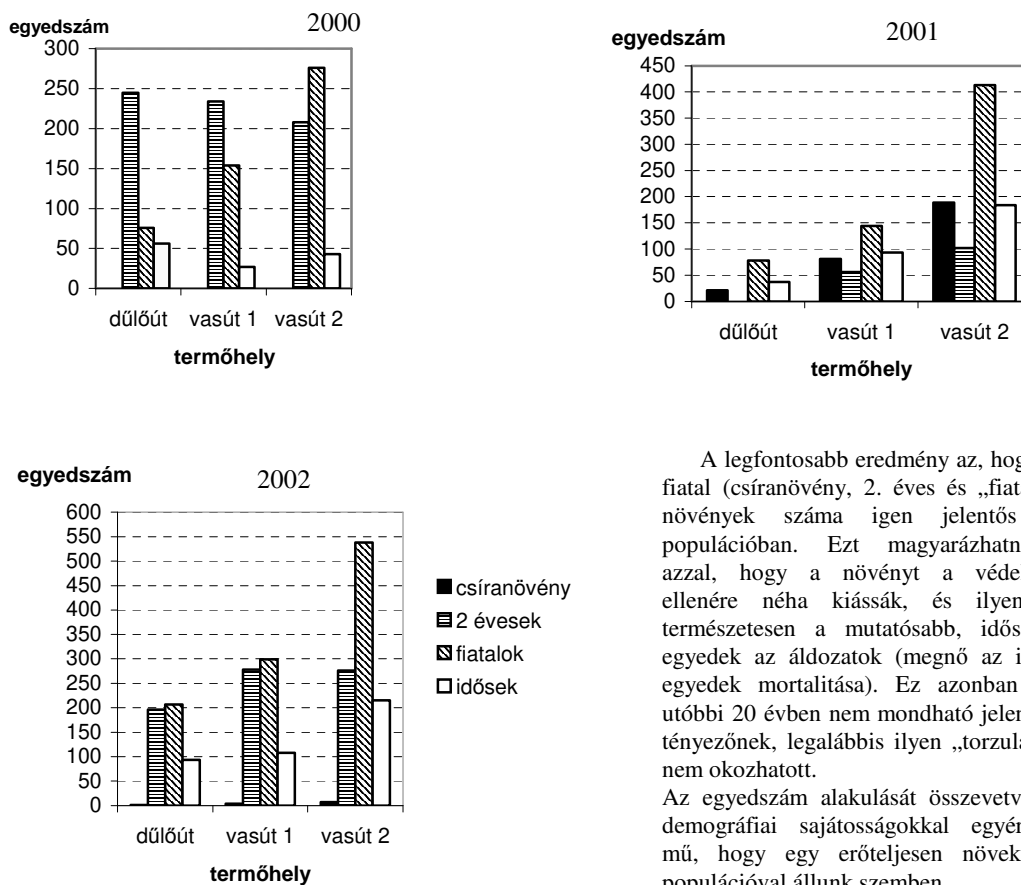 egyedszám
2000
300
250
200
150
100
50
0
dűlőút vasút 1 vasút 2
termőhely
egyedszám
2001
450
400
350
300
250
200
150
100
50
0
dűlőút vasút 1 vasút 2
termőhely
egyedszám
2002
600
550
500
450
400
350
300
250
200
150
100
50
0
dűlőút vasút 1 vasút 2
termőhely
csíranövény
2 évesek
fiatalok
idősek
A legfontosabb eredmény az, hog
fiatal (csíranövény, 2. éves és „fiata
növények száma igen jelentős
populációban. Ezt magyarázhatn
azzal, hogy a növényt a véde
ellenére néha kiássák, és ilyen
természetesen a mutatósabb, idős
egyedek az áldozatok (megnő az i
egyedek mortalitása). Ez azonban
utóbbi 20 évben nem mondható jelen
tényezőnek, legalábbis ilyen „torzulá
nem okozhatott.
Az egyedszám alakulását összevetv
demográfiai sajátosságokkal egyér
mű, hogy egy erőteljesen növek
populációval állunk szemben